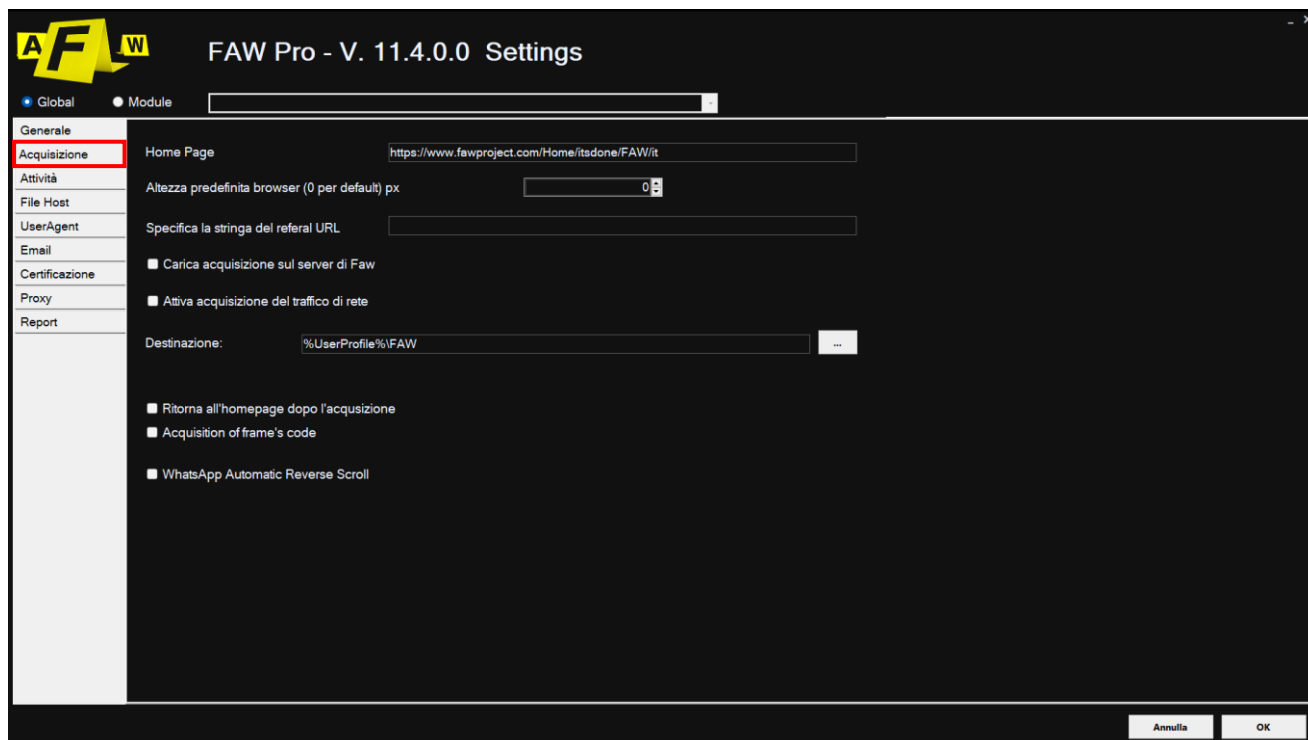 A F W
FAW Pro - V. 11.4.0.0 Settings
Global Module
Generale
Acquisizione
Attività
File Host
UserAgent
Email
Certificazione
Proxy
Report
Home Page https://www.fawproject.com/Home/itsdone/FAW/it
Altezza predefinita browser (0 per default) px 0
Specifica la stringa del referal URL
Carica acquisizione sul server di Faw
Attiva acquisizione del traffico di rete
Destinazione: %UserProfile%\FAW ...
Ritorna all'homepage dopo l'acqusizione
Acquisition of frame's code
WhatsApp Automatic Reverse Scroll
Annulla OK